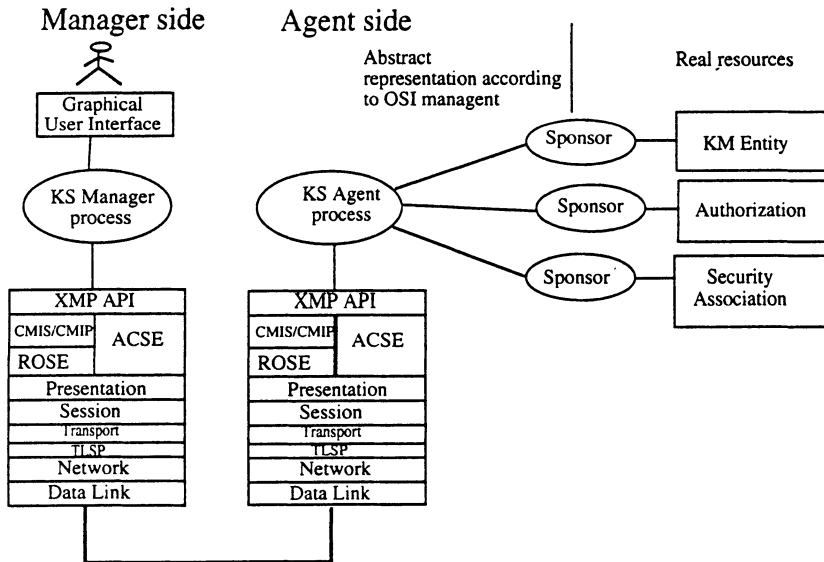 Manager side
Agent side
Abstract
representation according
to OSI managent
Real resources
Graphical
User Interface
KS Manager
process
KS Agent
process
Sponsor
KM Entity
Sponsor
Authorization
Sponsor
Security
Association
XMP API
CMIS/CMIP
ACSE
ROSE
Presentation
Session
Transport
TLSP
Network
Data Link
XMP API
CMIS/CMIP
ACSE
ROSE
Presentation
Session
Transport
TLSP
Network
Data Link